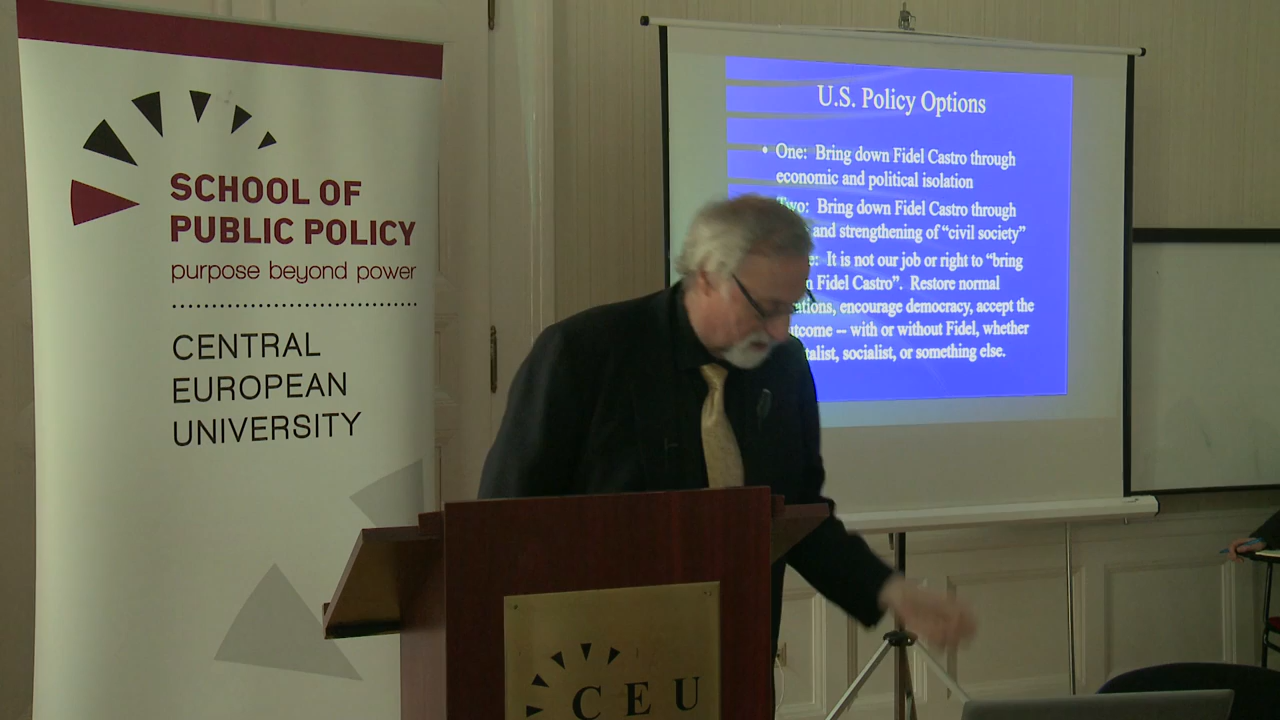 SCHOOL OF
PUBLIC POLICY
purpose beyond power
CENTRAL
EUROPEAN
UNIVERSITY
U.S. Policy Options
• One: Bring down Fidel Castro through
economic and political isolation
Two: Bring down Fidel Castro through
and strengthening of “civil society”
It is not our job or right to “bring
Fidel Castro”. Restore normal
encourage democracy, accept the
-- with or without Fidel, whether
socialist, or something else.
C E U